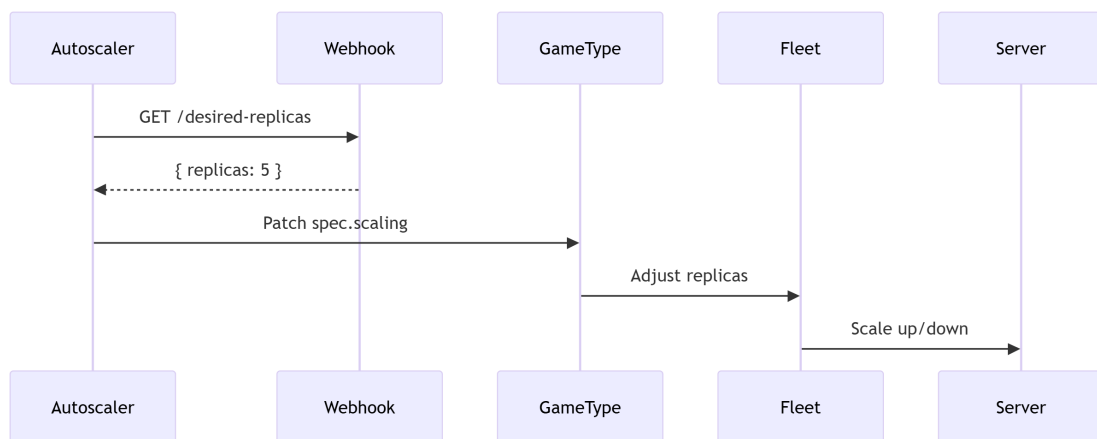 Autoscaler
Webhook
GameType
Fleet
Server
GET /desired-replicas
{ replicas: 5 }
Patch spec.scaling
Adjust replicas
Scale up/down
Autoscaler
Webhook
GameType
Fleet
Server